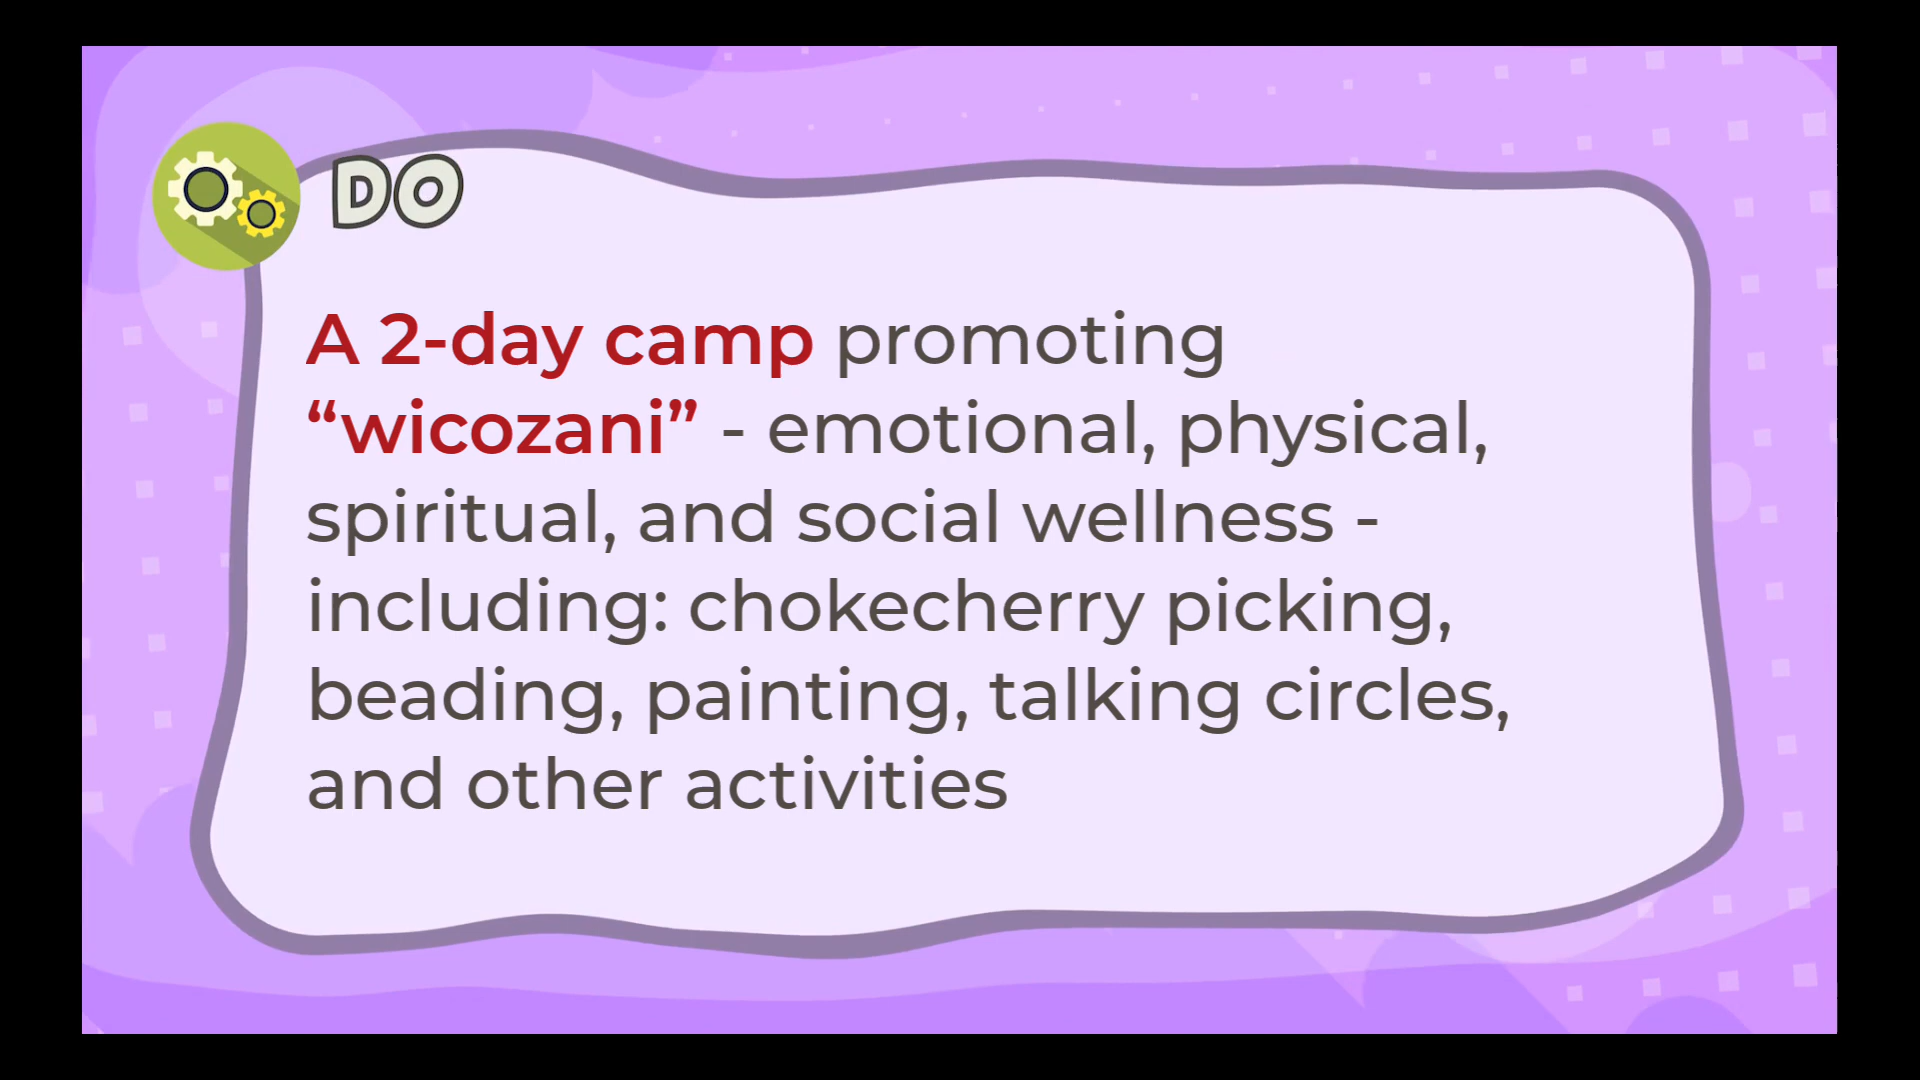 DO
A 2-day camp promoting
“wicozani” - emotional, physical,
spiritual, and social wellness -
including: chokecherry picking,
beading, painting, talking circles,
and other activities